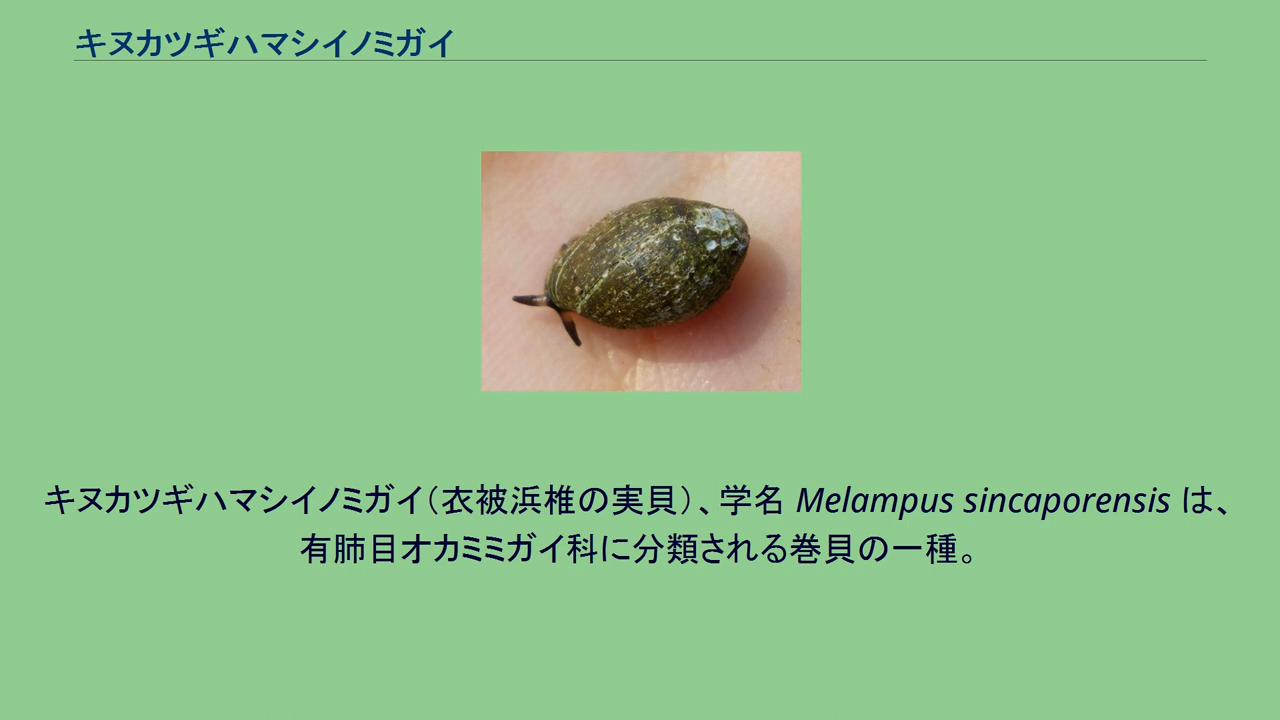 キヌカツギハマシイノミガイ
キヌカツギハマシイノミガイ（衣被浜椎の実貝）、学名 Melampus sincaporensis は、
有肺目オカミミガイ科に分類される巻貝の一種。